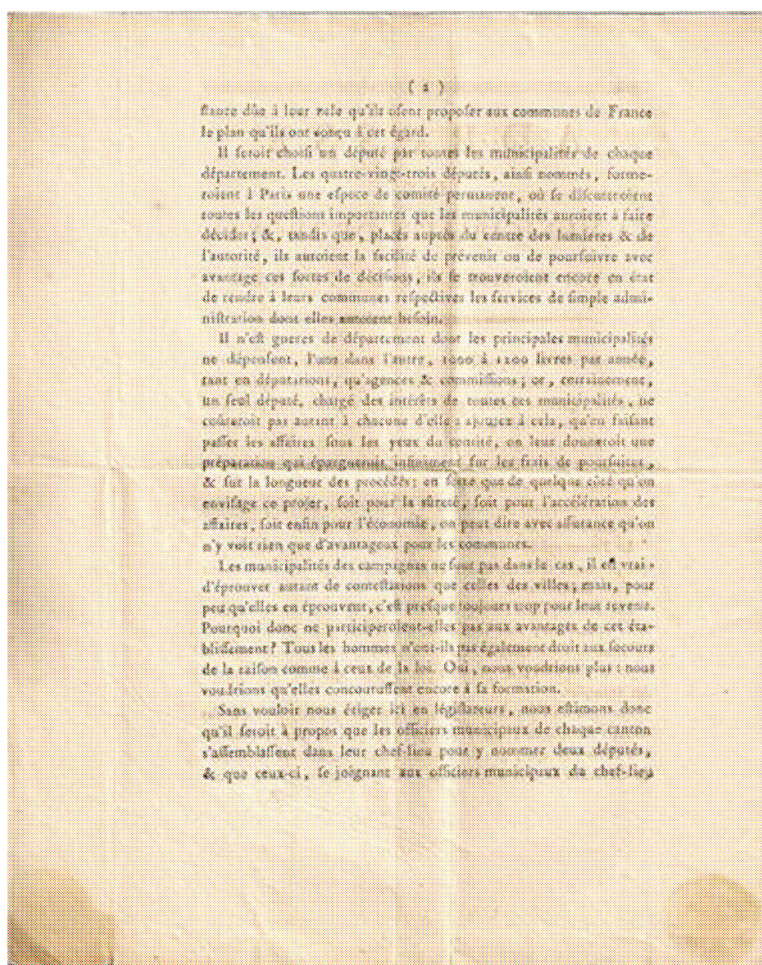 ( 2 )
fiance dûe à leur zele qu'ils osent proposer aux communes de France
le plan qu'ils ont conçu à cet égard.
Il seroit choisi un député par toutes les municipalités de chaque
département. Les quatre-vingt-trois députés, ainsi nommés, forme-
roient à Paris une espece de comité permanent, où se discuteroient
toutes les questions importantes que les municipalités auroient à faire
décider; &, tandis que, placés auprès du centre des lumieres & de
l'autorité, ils auroient la facilité de prévenir ou de poursuivre avec
avantage ces sortes de décisions, ils se trouveroient encore en état
de rendre à leurs communes respectives les services de simple admi-
nistration dont elles auroient besoin.
Il n'est gueres de département dont les principales municipalités
ne dépensent, l'une dans l'autre, 1000 à 1200 livres par année,
tant en députations, qu'agences & commissions; or, certainement,
un seul député, chargé des intérêts de toutes ces municipalités, ne
coûteroit pas autant à chacune d'elles: ajoutez à cela, qu'en faisant
passer les affaires sous les yeux du comité, on leur donneroit une
préparation qui épargneroit infiniment sur les frais de poursuites,
& sur la longueur des procédés: en sorte que de quelque côté qu'on
envisage ce projet, soit pour la sûreté, soit pour l'accélération des
affaires, soit enfin pour l'économie, on peut dire avec assurance qu'on
n'y voit rien que d'avantageux pour les communes.
Les municipalités des campagnes ne sont pas dans le cas, il est vrai,
d'éprouver autant de contestations que celles des villes; mais, pour
peu qu'elles en éprouvent, c'est presque toujours trop pour leur revenu.
Pourquoi donc ne participeroient-elles pas aux avantages de cet éta-
blissement? Tous les hommes n'ont-ils pas également droit aux secours
de la raison comme à ceux de la loi. Oui, nous voudrions plus: nous
voudrions qu'elles concourussent encore à sa formation.
Sans vouloir nous ériger ici en législateurs, nous estimons donc
qu'il seroit à propos que les officiers municipaux de chaque canton
s'assemblassent dans leur chef-lieu pour y nommer deux députés,
& que ceux-ci, se joignant aux officiers municipaux du chef-lieu,